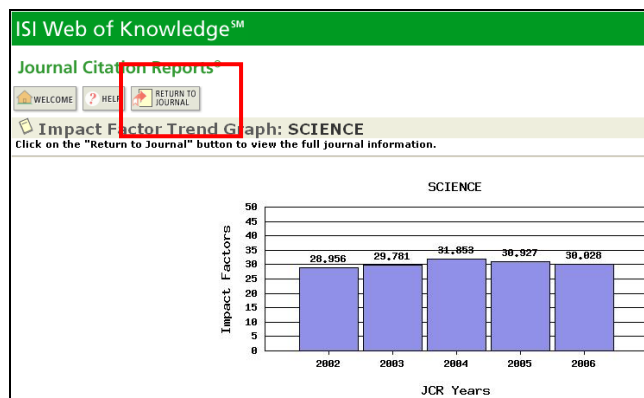 ISI Web of Knowledge℠
Journal Citation Reports®
WELCOME ? HELP RETURN TO JOURNAL
Impact Factor Trend Graph: SCIENCE
Click on the "Return to Journal" button to view the full journal information.
SCIENCE
50
45
40
35
30
25
20
15
10
5
0
Impact Factors
28.956 29.781 31.853 30.927 30.028
2002 2003 2004 2005 2006
JCR Years